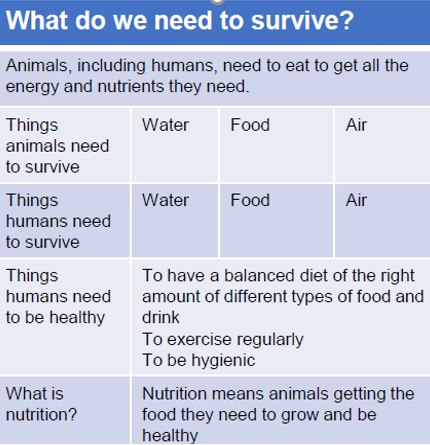 What do we need to survive?
Animals, including humans, need to eat to get all the
energy and nutrients they need.
Things
animals need
to survive
Water
Food
Air
Things
humans need
to survive
Water
Food
Air
Things
humans need
to be healthy
To have a balanced diet of the right
amount of different types of food and
drink
To exercise regularly
To be hygienic
What is
nutrition?
Nutrition means animals getting the
food they need to grow and be
healthy